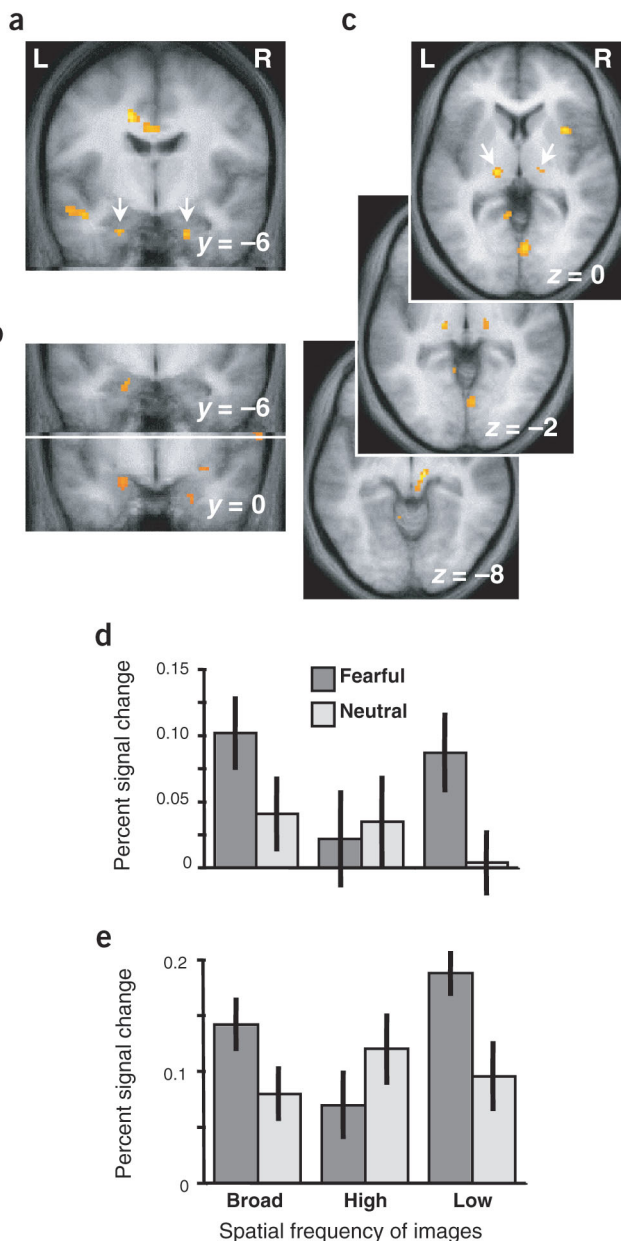 a
L R
y = –6
c
L R
z = 0
y = –6
y = 0
z = –2
z = –8
d
0.15
0.10
0.05
0
Percent signal change
Fearful
Neutral
e
0.2
0.1
0
Percent signal change
Broad High Low
Spatial frequency of images